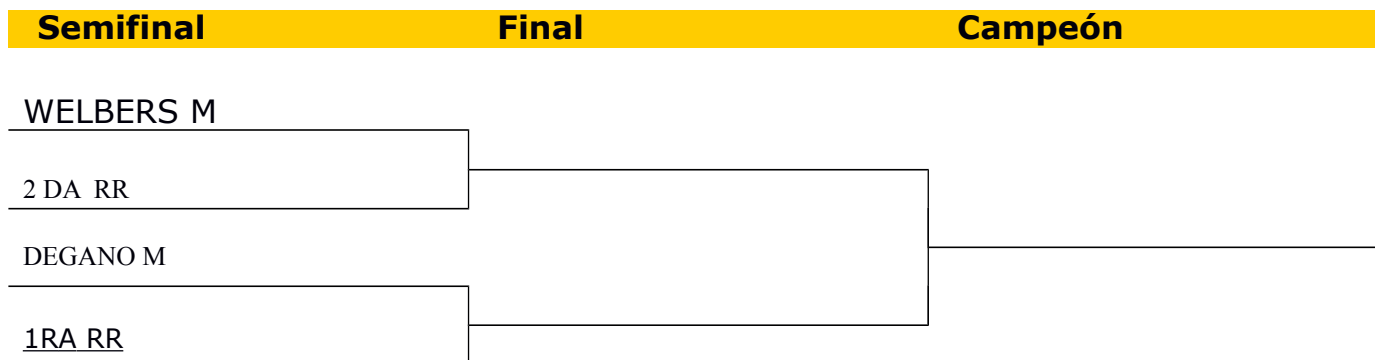 Semifinal Final Campeón
WELBERS M
2 DA RR
DEGANO M
1RA RR